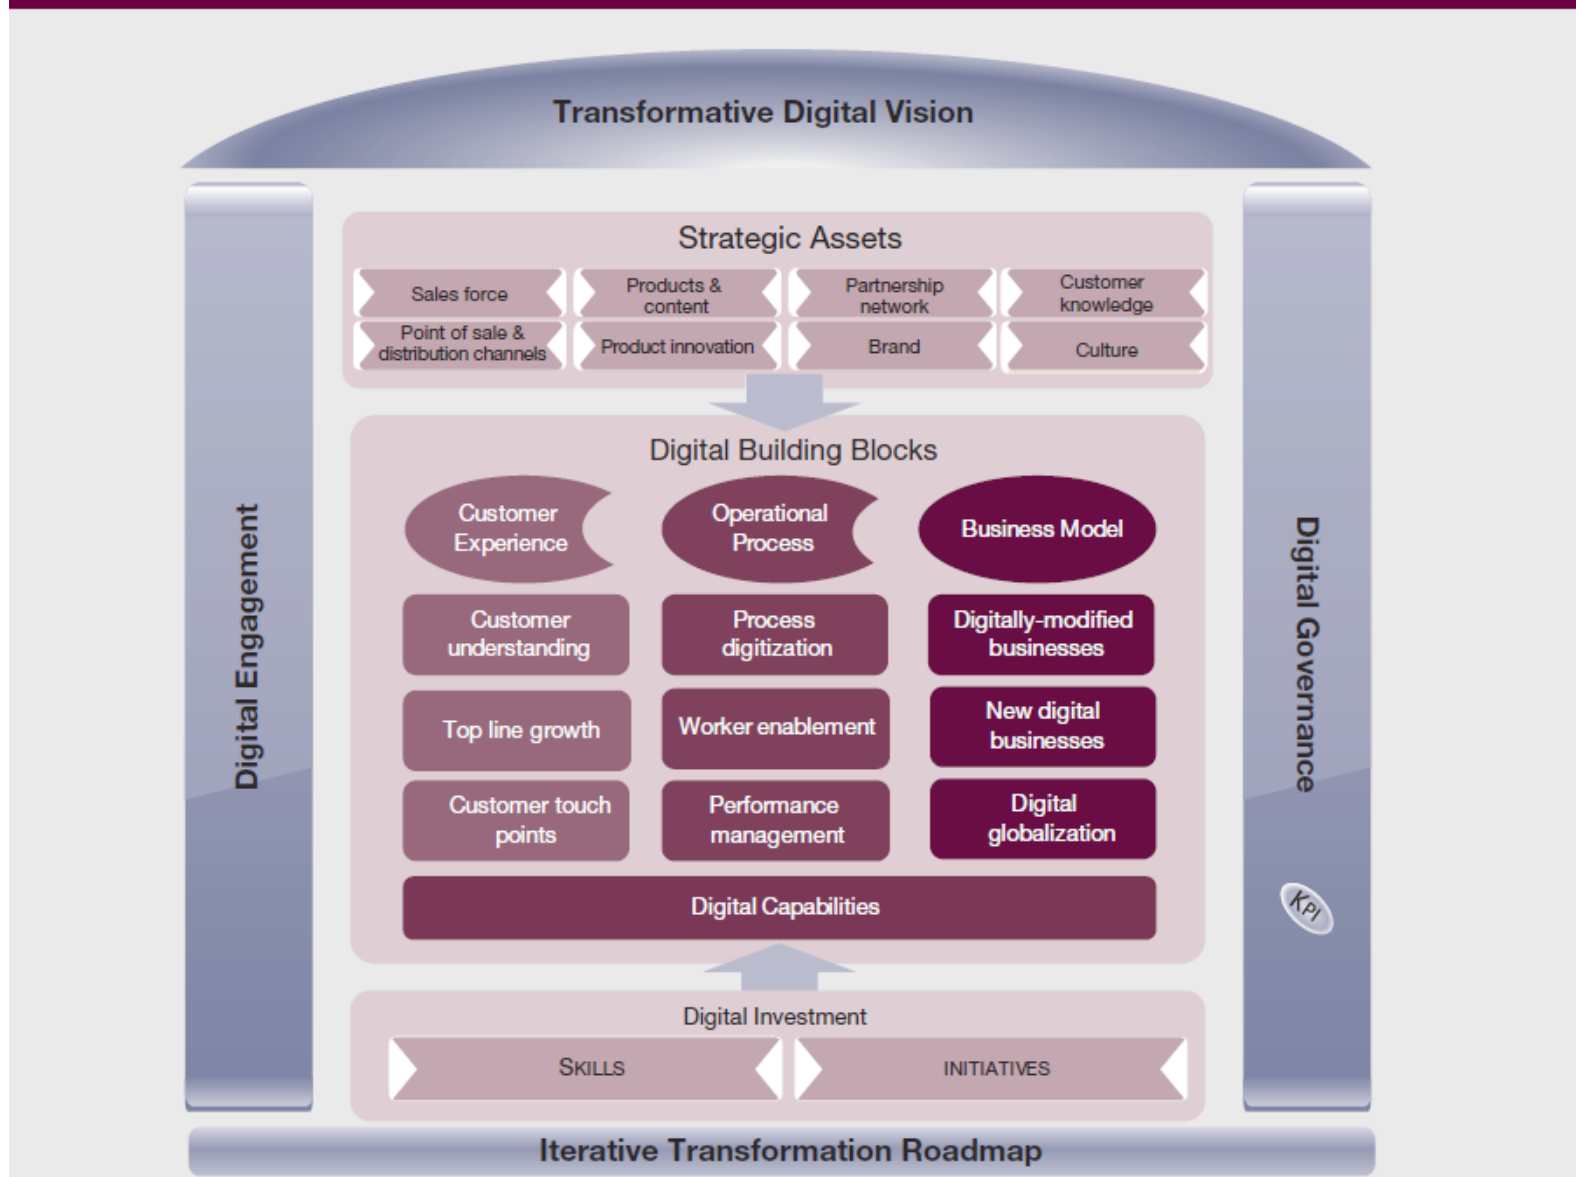 Transformative Digital Vision
Strategic Assets
Sales force
Products &
content
Partnership
network
Customer
knowledge
Point of sale &
distribution channels
Product innovation
Brand
Culture
Digital Building Blocks
Customer
Experience
Operational
Process
Business Model
Customer
understanding
Process
digitization
Digitally-modified
businesses
Top line growth
Worker enablement
New digital
businesses
Customer touch
points
Performance
management
Digital
globalization
Digital Capabilities
Digital Investment
SKILLS
INITIATIVES
Digital Engagement
Digital Governance
KPI
Iterative Transformation Roadmap